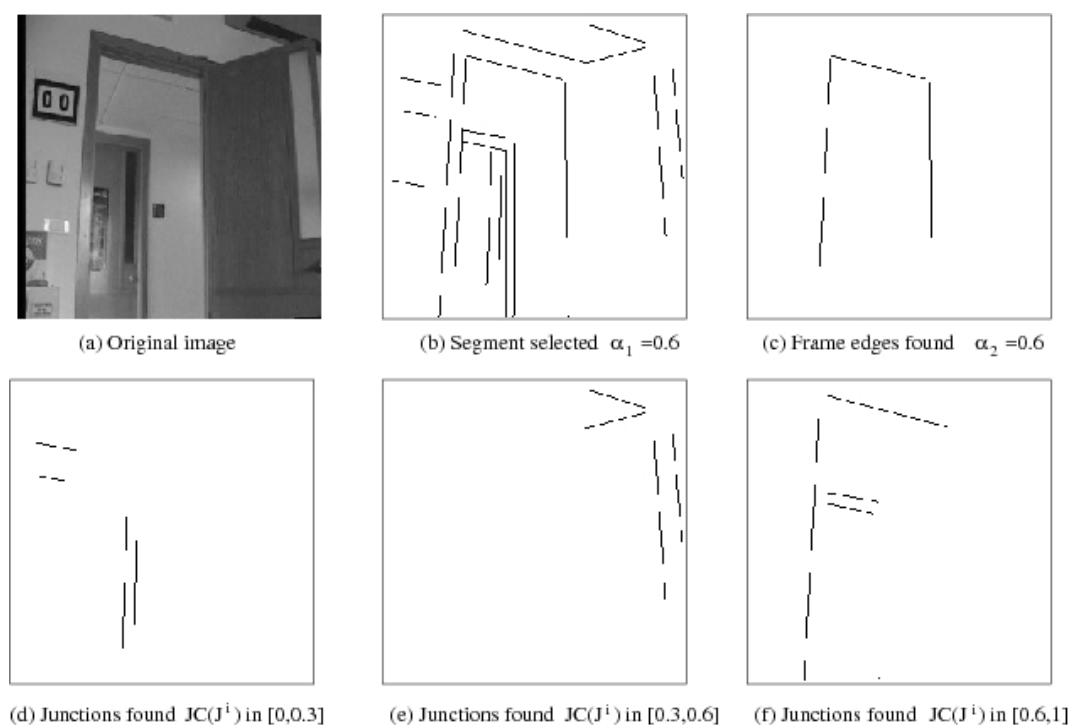 (a) Original image
(b) Segment selected α₁ =0.6
(c) Frame edges found α₂ =0.6
(d) Junctions found JC(Jⁱ) in [0,0.3]
(e) Junctions found JC(Jⁱ) in [0.3,0.6]
(f) Junctions found JC(Jⁱ) in [0.6,1]